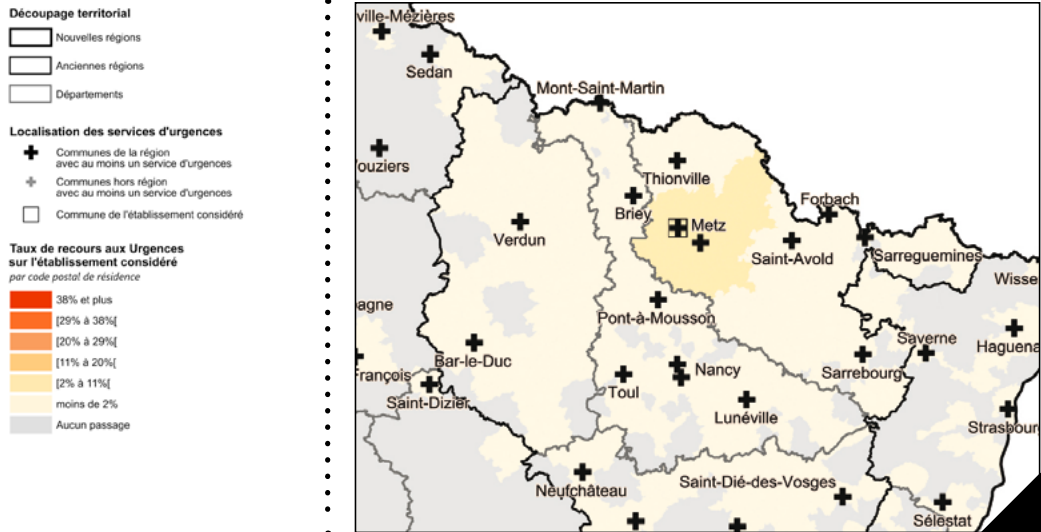 Découpage territorial
Nouvelles régions
Anciennes régions
Départements
Localisation des services d'urgences
Communes de la région
avec au moins un service d'urgences
Communes hors région
avec au moins un service d'urgences
Commune de l'établissement considéré
Taux de recours aux Urgences
sur l'établissement considéré
par code postal de résidence
38% et plus
[29% à 38%[
[20% à 29%[
[11% à 20%[
[2% à 11%[
moins de 2%
Aucun passage
ville-Mézières
Sedan
Mont-Saint-Martin
ouziers
Thionville
Forbach
Briey
Metz
Verdun
Saint-Avold
Sarreguemines
Wisse
agne
Pont-à-Mousson
Saverne
Haguena
Bar-le-Duc
Nancy
Sarrebourg
François
Toul
Saint-Dizier
Lunéville
Strasbour
Saint-Dié-des-Vosges
Neufchâteau
Sélestat